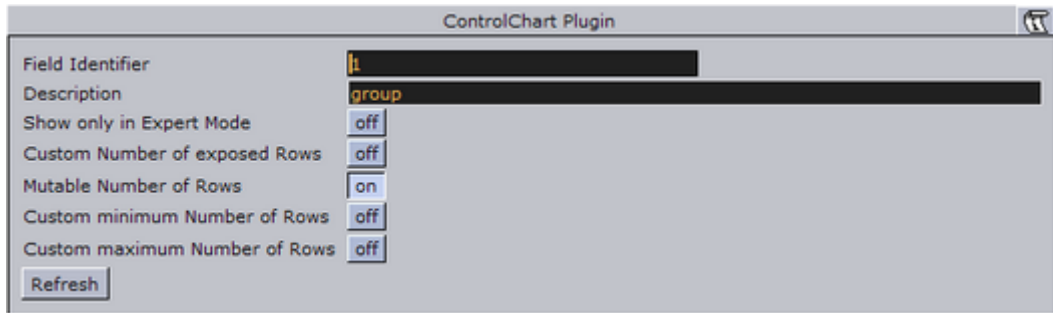 ControlChart Plugin
Field Identifier 1
Description group
Show only in Expert Mode off
Custom Number of exposed Rows off
Mutable Number of Rows on
Custom minimum Number of Rows off
Custom maximum Number of Rows off
Refresh